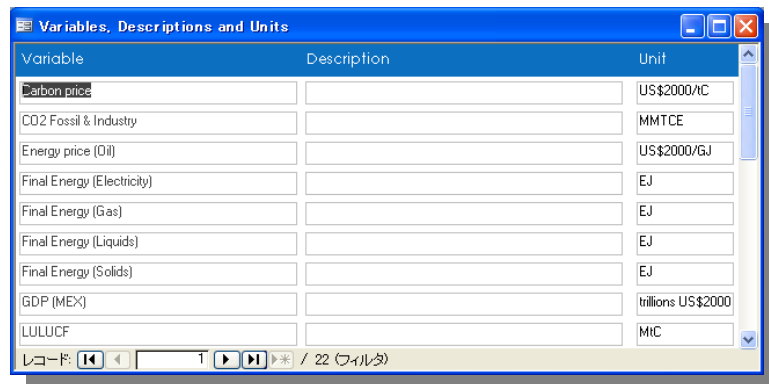 Variables, Descriptions and Units
Variable Description Unit
Carbon price US$2000/tC
CO2 Fossil & Industry MMTCE
Energy price (Oil) US$2000/GJ
Final Energy (Electricity) EJ
Final Energy (Gas) EJ
Final Energy (Liquids) EJ
Final Energy (Solids) EJ
GDP (MEX) trillions US$2000
LULUCF MtC
レコード: 1 / 22 (フィルタ)